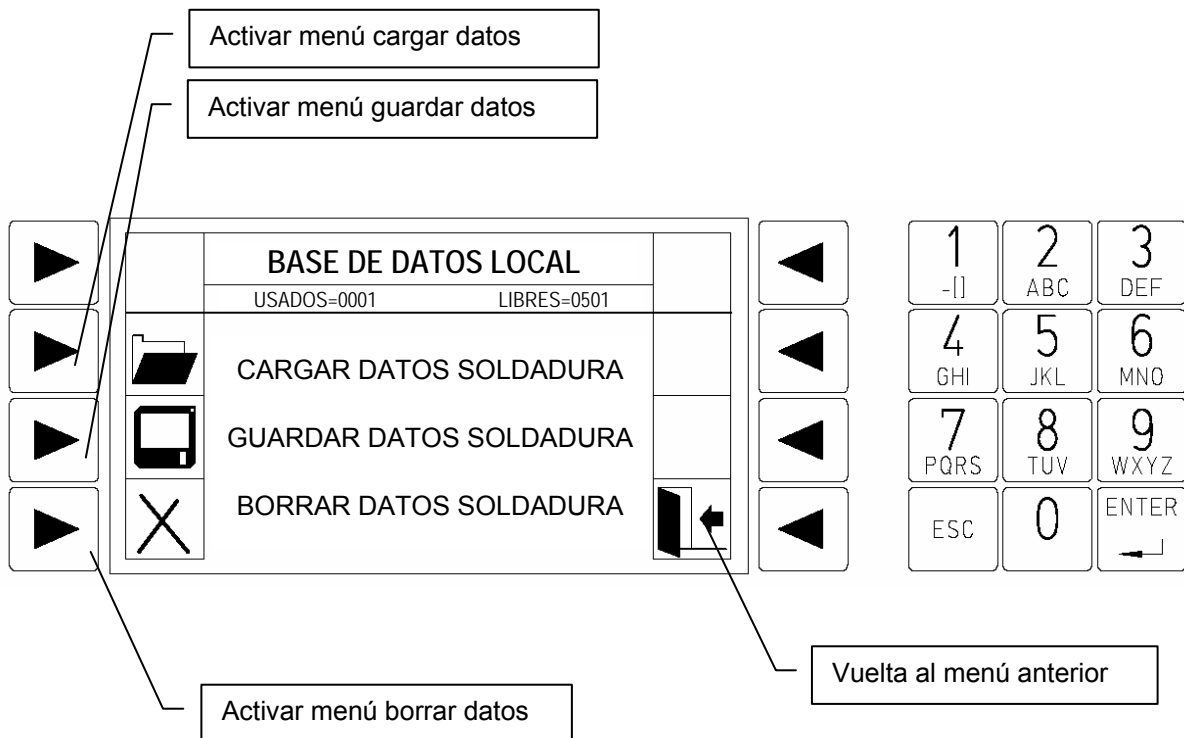 Activar menú cargar datos
Activar menú guardar datos
BASE DE DATOS LOCAL
USADOS=0001 LIBRES=0501
CARGAR DATOS SOLDADURA
GUARDAR DATOS SOLDADURA
BORRAR DATOS SOLDADURA
1 2 3
-[] ABC DEF
4 5 6
GHI JKL MNO
7 8 9
PQRS TUV WXYZ
ESC 0 ENTER
Vuelta al menú anterior
Activar menú borrar datos